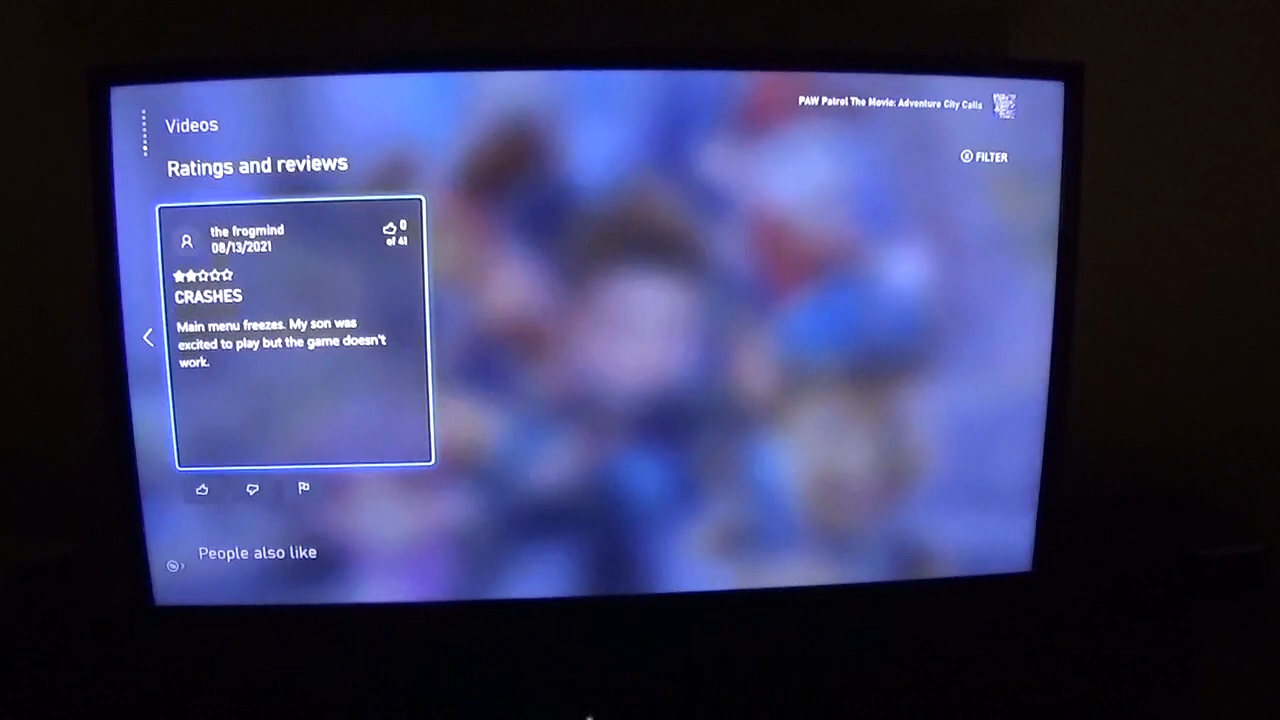 PAW Patrol The Movie: Adventure City Calls
Videos
Ratings and reviews
FILTER
the frogmind
08/13/2021
0
of 41
CRASHES
Main menu freezes. My son was
excited to play but the game doesn't
work.
People also like